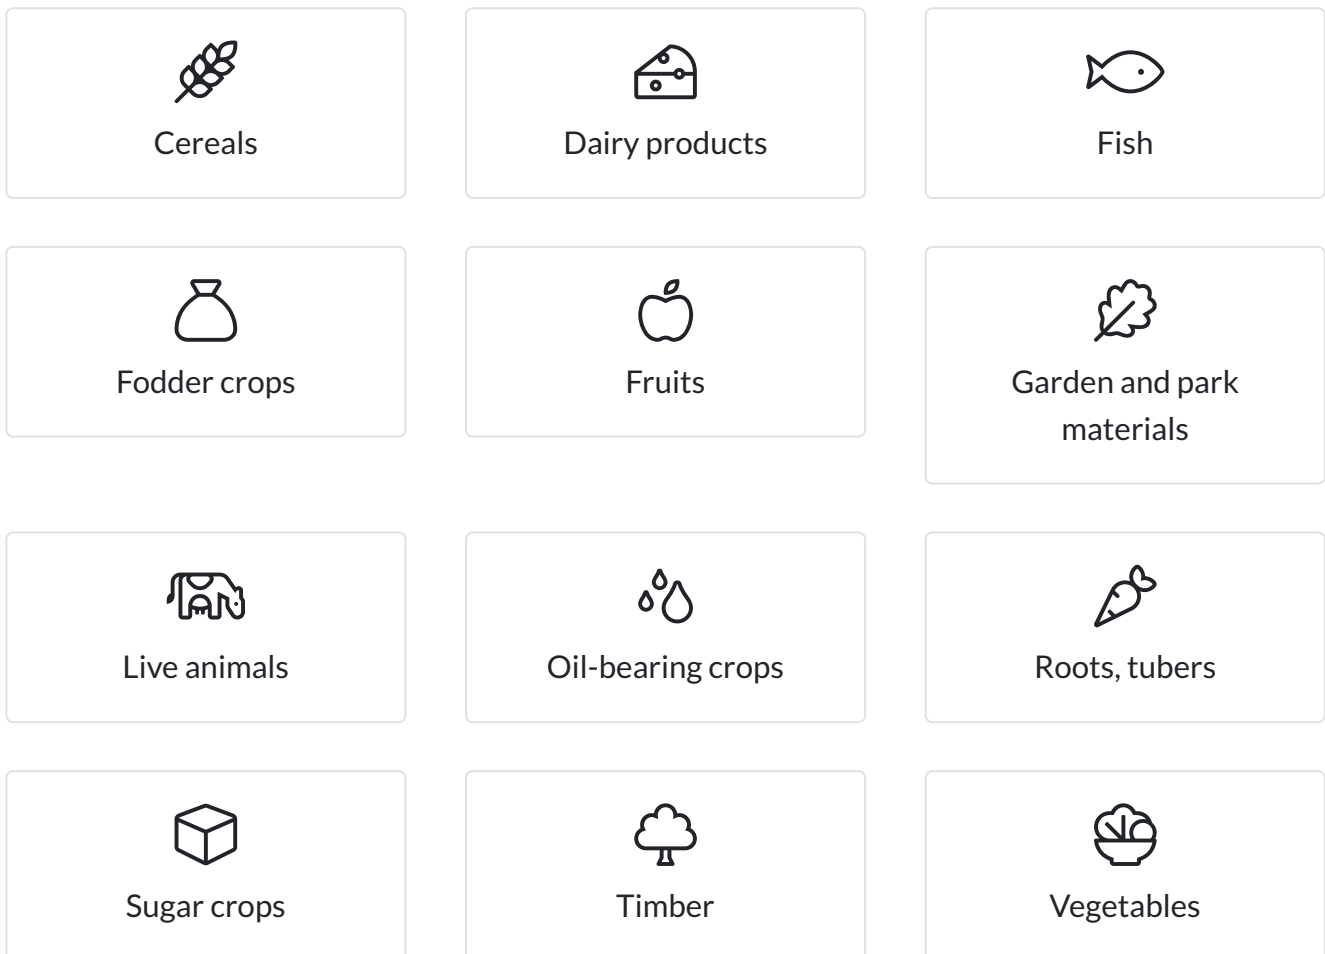 Cereals
Dairy products
Fish
Fodder crops
Fruits
Garden and park
materials
Live animals
Oil-bearing crops
Roots, tubers
Sugar crops
Timber
Vegetables